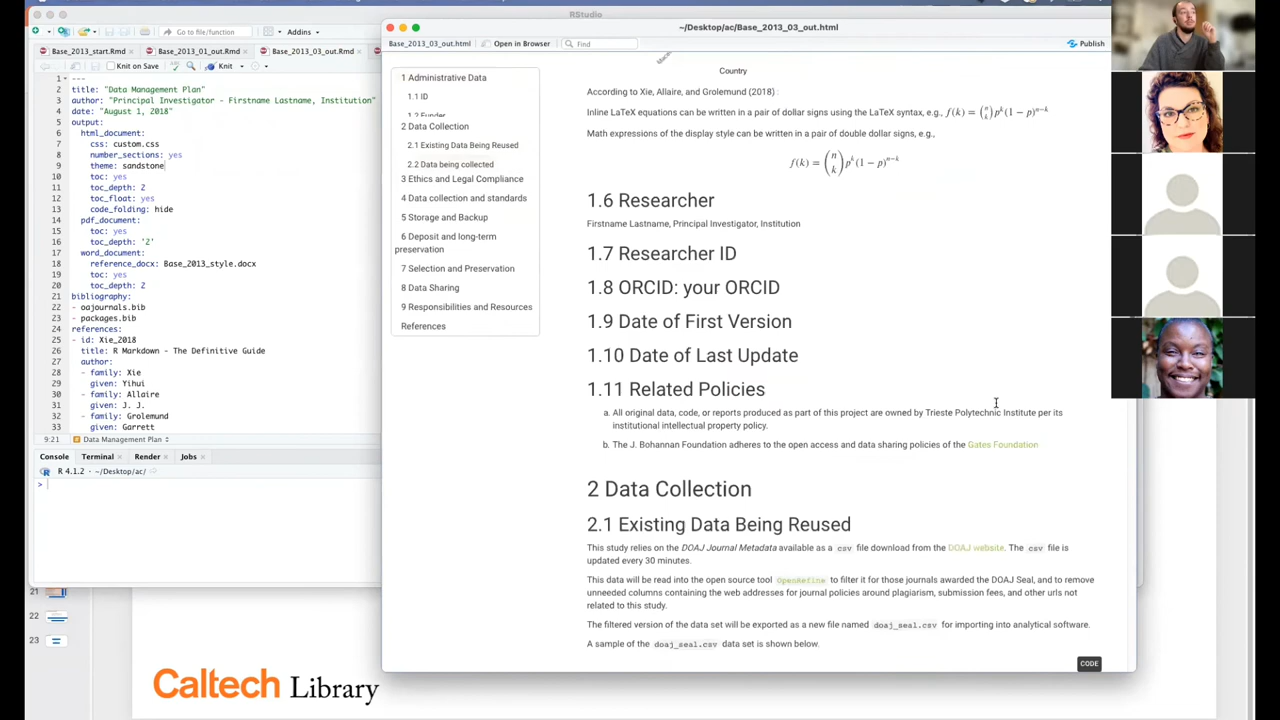 RStudio
Go to file/function
Addins
Base_2013_start.Rmd
Base_2013_01_out.Rmd
Base_2013_03_out.Rmd
Knit on Save
Knit
1 ---
2 title: "Data Management Plan"
3 author: "Principal Investigator - Firstname Lastname, Institution"
4 date: "August 1, 2018"
5 output:
6 html_document:
7 css: custom.css
8 number_sections: yes
9 theme: sandstone
10 toc: yes
11 toc_depth: 2
12 toc_float: yes
13 code_folding: hide
14 pdf_document:
15 toc: yes
16 toc_depth: '2'
17 word_document:
18 reference_docx: Base_2013_style.docx
19 toc: yes
20 toc_depth: 2
21 bibliography:
22 - oajournals.bib
23 - packages.bib
24 references:
25 - id: Xie_2018
26 title: R Markdown - The Definitive Guide
27 author:
28 - family: Xie
29 given: Yihui
30 - family: Allaire
31 given: J. J.
32 - family: Grolemund
33 given: Garrett
9:21 Data Management Plan
Console Terminal Render Jobs
R 4.1.2 · ~/Desktop/ac/
>
21
22
23
Caltech Library
~/Desktop/ac/Base_2013_03_out.html
Base_2013_03_out.html Open in Browser Find Publish
1 Administrative Data
1.1 ID
1.2 Funder
2 Data Collection
2.1 Existing Data Being Reused
2.2 Data being collected
3 Ethics and Legal Compliance
4 Data collection and standards
5 Storage and Backup
6 Deposit and long-term
preservation
7 Selection and Preservation
8 Data Sharing
9 Responsibilities and Resources
References
Country
According to Xie, Allaire, and Grolemund (2018) :
Inline LaTeX equations can be written in a pair of dollar signs using the LaTeX syntax, e.g., f(k) = (n k) p^k(1 − p)^{n−k}
Math expressions of the display style can be written in a pair of double dollar signs, e.g.,
f(k) = (n k) p^k(1 − p)^{n−k}
1.6 Researcher
Firstname Lastname, Principal Investigator, Institution
1.7 Researcher ID
1.8 ORCID: your ORCID
1.9 Date of First Version
1.10 Date of Last Update
1.11 Related Policies
a. All original data, code, or reports produced as part of this project are owned by Trieste Polytechnic Institute per its
institutional intellectual property policy.
b. The J. Bohannan Foundation adheres to the open access and data sharing policies of the Gates Foundation
2 Data Collection
2.1 Existing Data Being Reused
This study relies on the DOAJ Journal Metadata available as a csv file download from the DOAJ website. The csv file is
updated every 30 minutes.
This data will be read into the open source tool OpenRefine to filter it for those journals awarded the DOAJ Seal, and to remove
unneeded columns containing the web addresses for journal policies around plagiarism, submission fees, and other urls not
related to this study.
The filtered version of the data set will be exported as a new file named doaj_seal.csv for importing into analytical software.
A sample of the doaj_seal.csv data set is shown below.
CODE